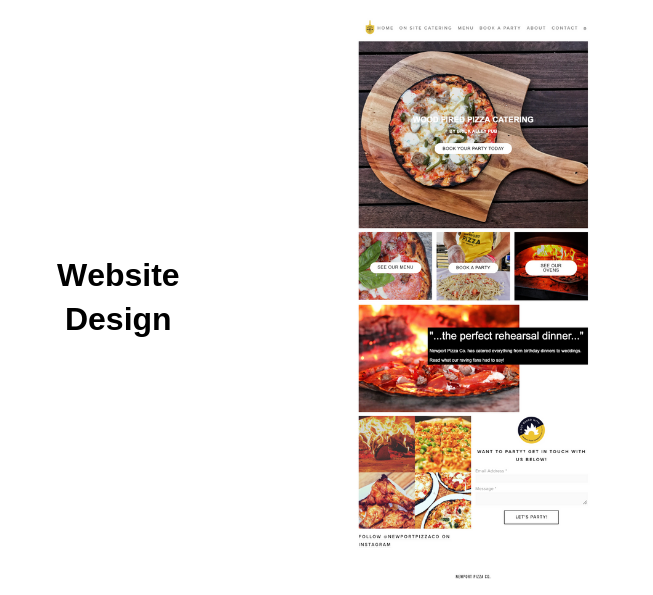 Website
Design
HOME ON SITE CATERING MENU BOOK A PARTY ABOUT CONTACT
WOOD FIRED PIZZA CATERING
BY BRICK ALLEY PUB
BOOK YOUR PARTY TODAY
PIZZA
SEE OUR MENU
BOOK A PARTY
SEE OUR
OVENS
"...the perfect rehearsal dinner..."
Newport Pizza Co. has catered everything from birthday dinners to weddings.
Read what our raving fans had to say!
WANT TO PARTY? GET IN TOUCH WITH
US BELOW!
Email Address *
Message *
LET'S PARTY!
FOLLOW @NEWPORTPIZZACO ON
INSTAGRAM
NEWPORT PIZZA CO.